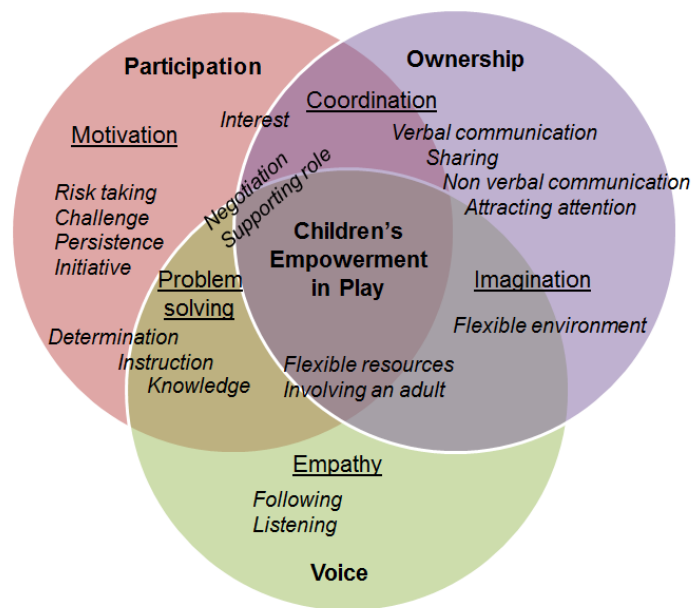 Participation
Ownership
Motivation
Interest
Coordination
Verbal communication
Sharing
Non verbal communication
Attracting attention
Risk taking
Challenge
Persistence
Initiative
Negotiation
Supporting role
Children's
Empowerment
in Play
Problem
solving
Imagination
Flexible environment
Determination
Instruction
Knowledge
Flexible resources
Involving an adult
Empathy
Following
Listening
Voice